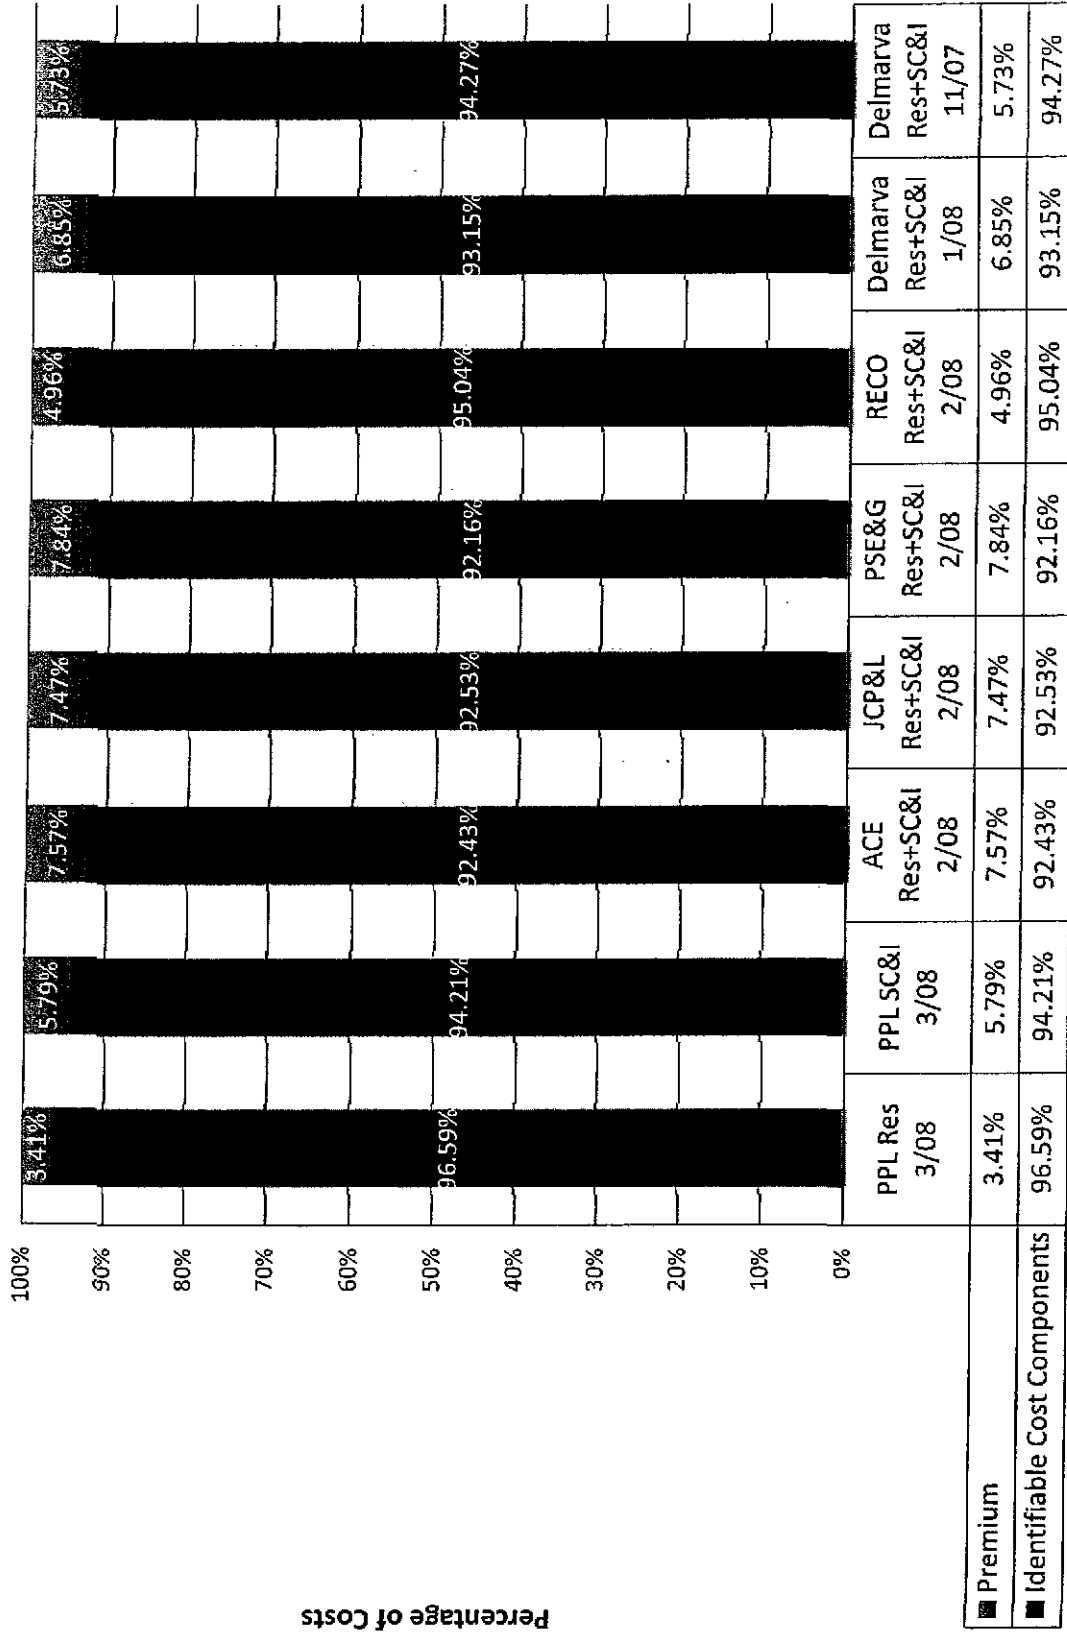 Percentage of Costs
100%
90%
80%
70%
60%
50%
40%
30%
20%
10%
0%
3.41% 5.79% 7.57% 7.47% 7.84% 4.96% 6.85% 5.73%
96.59% 94.21% 92.43% 92.53% 92.16% 95.04% 93.15% 94.27%
PPL Res PPL SC&I ACE JCP&L PSE&G RECO Delmarva Delmarva
3/08 3/08 Res+SC&I Res+SC&I Res+SC&I Res+SC&I Res+SC&I Res+SC&I
2/08 2/08 2/08 2/08 1/08 11/07
Premium 3.41% 5.79% 7.57% 7.47% 7.84% 4.96% 6.85% 5.73%
Identifiable Cost Components 96.59% 94.21% 92.43% 92.53% 92.16% 95.04% 93.15% 94.27%